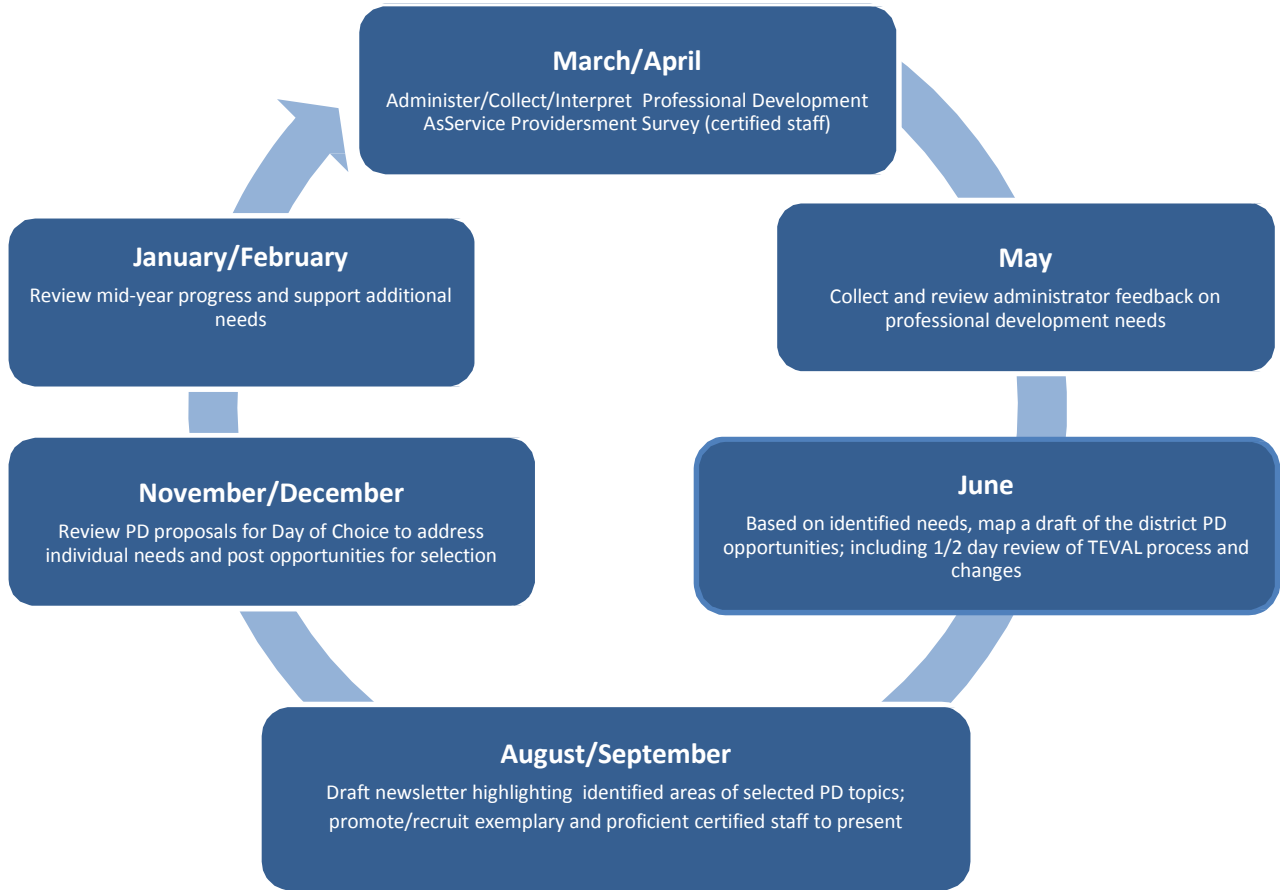 March/April
Administer/Collect/Interpret Professional Development
AsService Providersment Survey (certified staff)
May
Collect and review administrator feedback on
professional development needs
June
Based on identified needs, map a draft of the district PD
opportunities; including 1/2 day review of TEVAL process and
changes
August/September
Draft newsletter highlighting identified areas of selected PD topics;
promote/recruit exemplary and proficient certified staff to present
November/December
Review PD proposals for Day of Choice to address
individual needs and post opportunities for selection
January/February
Review mid-year progress and support additional
needs